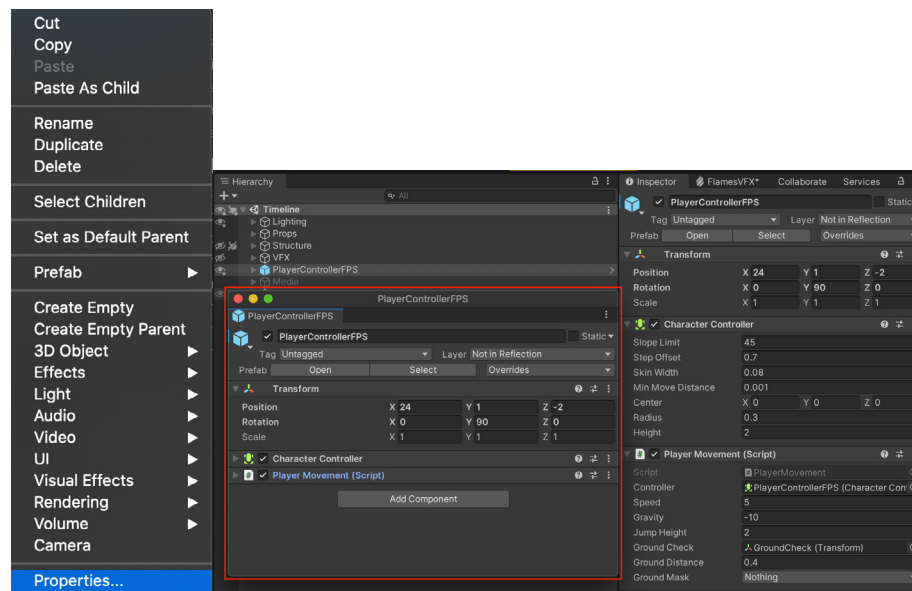 Cut
Copy
Paste
Paste As Child
Rename
Duplicate
Delete
Select Children
Set as Default Parent
Prefab
Create Empty
Create Empty Parent
3D Object
Effects
Light
Audio
Video
UI
Visual Effects
Rendering
Volume
Camera
Properties...
Hierarchy
All
Timeline
Lighting
Props
Structure
VFX
PlayerControllerFPS
Media
PlayerControllerFPS
PlayerControllerFPS
PlayerControllerFPS Static
Tag Untagged Layer Not in Reflection
Prefab Open Select Overrides
Transform
Position X 24 Y 1 Z -2
Rotation X 0 Y 90 Z 0
Scale X 1 Y 1 Z 1
Character Controller
# Player Movement (Script)
Add Component
Inspector FlamesVFX* Collaborate Services
PlayerControllerFPS Static
Tag Untagged Layer Not in Reflection
Prefab Open Select Overrides
Transform
Position X 24 Y 1 Z -2
Rotation X 0 Y 90 Z 0
Scale X 1 Y 1 Z 1
Character Controller
Slope Limit 45
Step Offset 0.7
Skin Width 0.08
Min Move Distance 0.001
Center X 0 Y 0 Z 0
Radius 0.3
Height 2
# Player Movement (Script)
Script PlayerMovement
Controller PlayerControllerFPS (Character Con
Speed 5
Gravity -10
Jump Height 2
Ground Check GroundCheck (Transform)
Ground Distance 0.4
Ground Mask Nothing